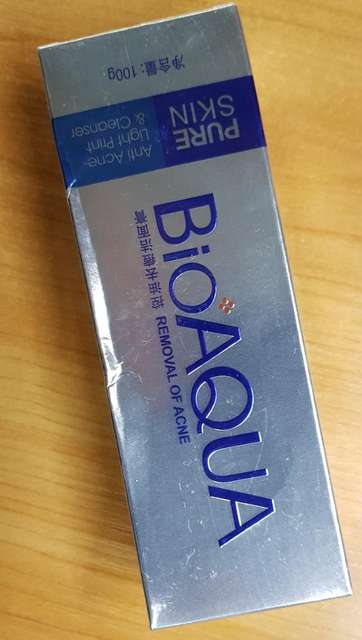 BiOAQUA
REMOVAL OF ACNE
PURE
SKIN
Anti Acne-
Light Print
& Cleanser
净含量: 100g